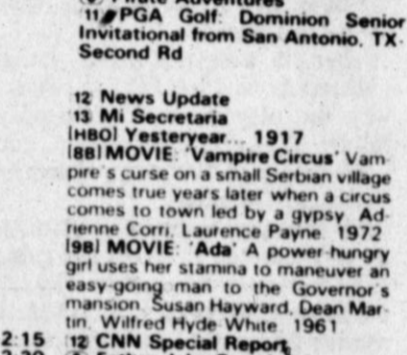 Pirate Adventures
11 PGA Golf: Dominion Senior
Invitational from San Antonio, TX-
Second Rd
12 News Update
13 Mi Secretaria
[HBO] Yesteryear... 1917
[8B] MOVIE: 'Vampire Circus' Vam-
pire's curse on a small Serbian village
comes true years later when a circus
comes to town led by a gypsy. Ad-
rienne Corri, Laurence Payne. 1972
[9B] MOVIE: 'Ada' A power-hungry
girl uses her stamina to maneuver an
easy-going man to the Governor's
mansion. Susan Hayward, Dean Mar-
tin, Wilfred Hyde-White. 1961
2:15 12 CNN Special Report